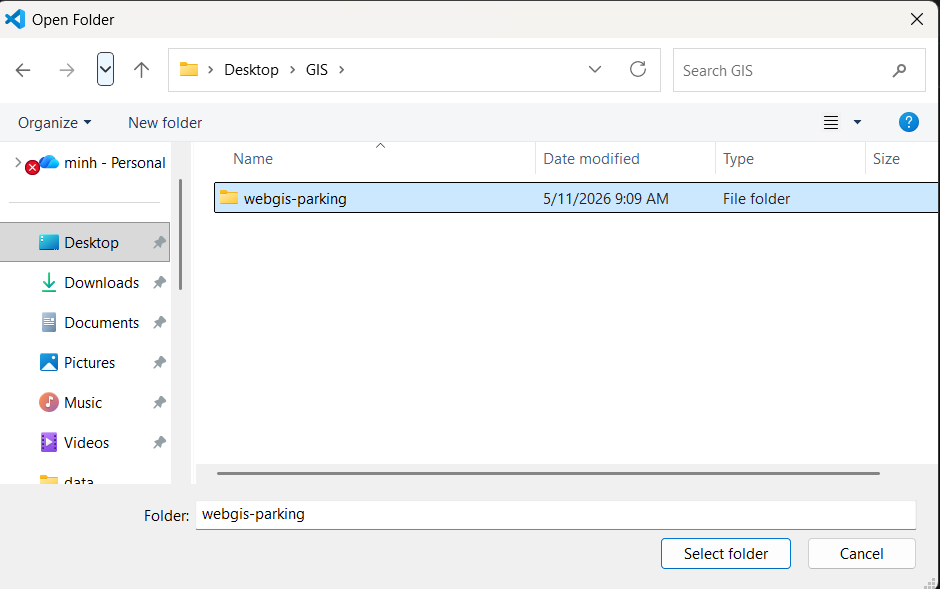 Open Folder
Desktop GIS
Search GIS
Organize New folder
?
minh - Personal
Name Date modified Type Size
webgis-parking 5/11/2026 9:09 AM File folder
Desktop
Downloads
Documents
Pictures
Music
Videos
data
Folder: webgis-parking
Select folder Cancel